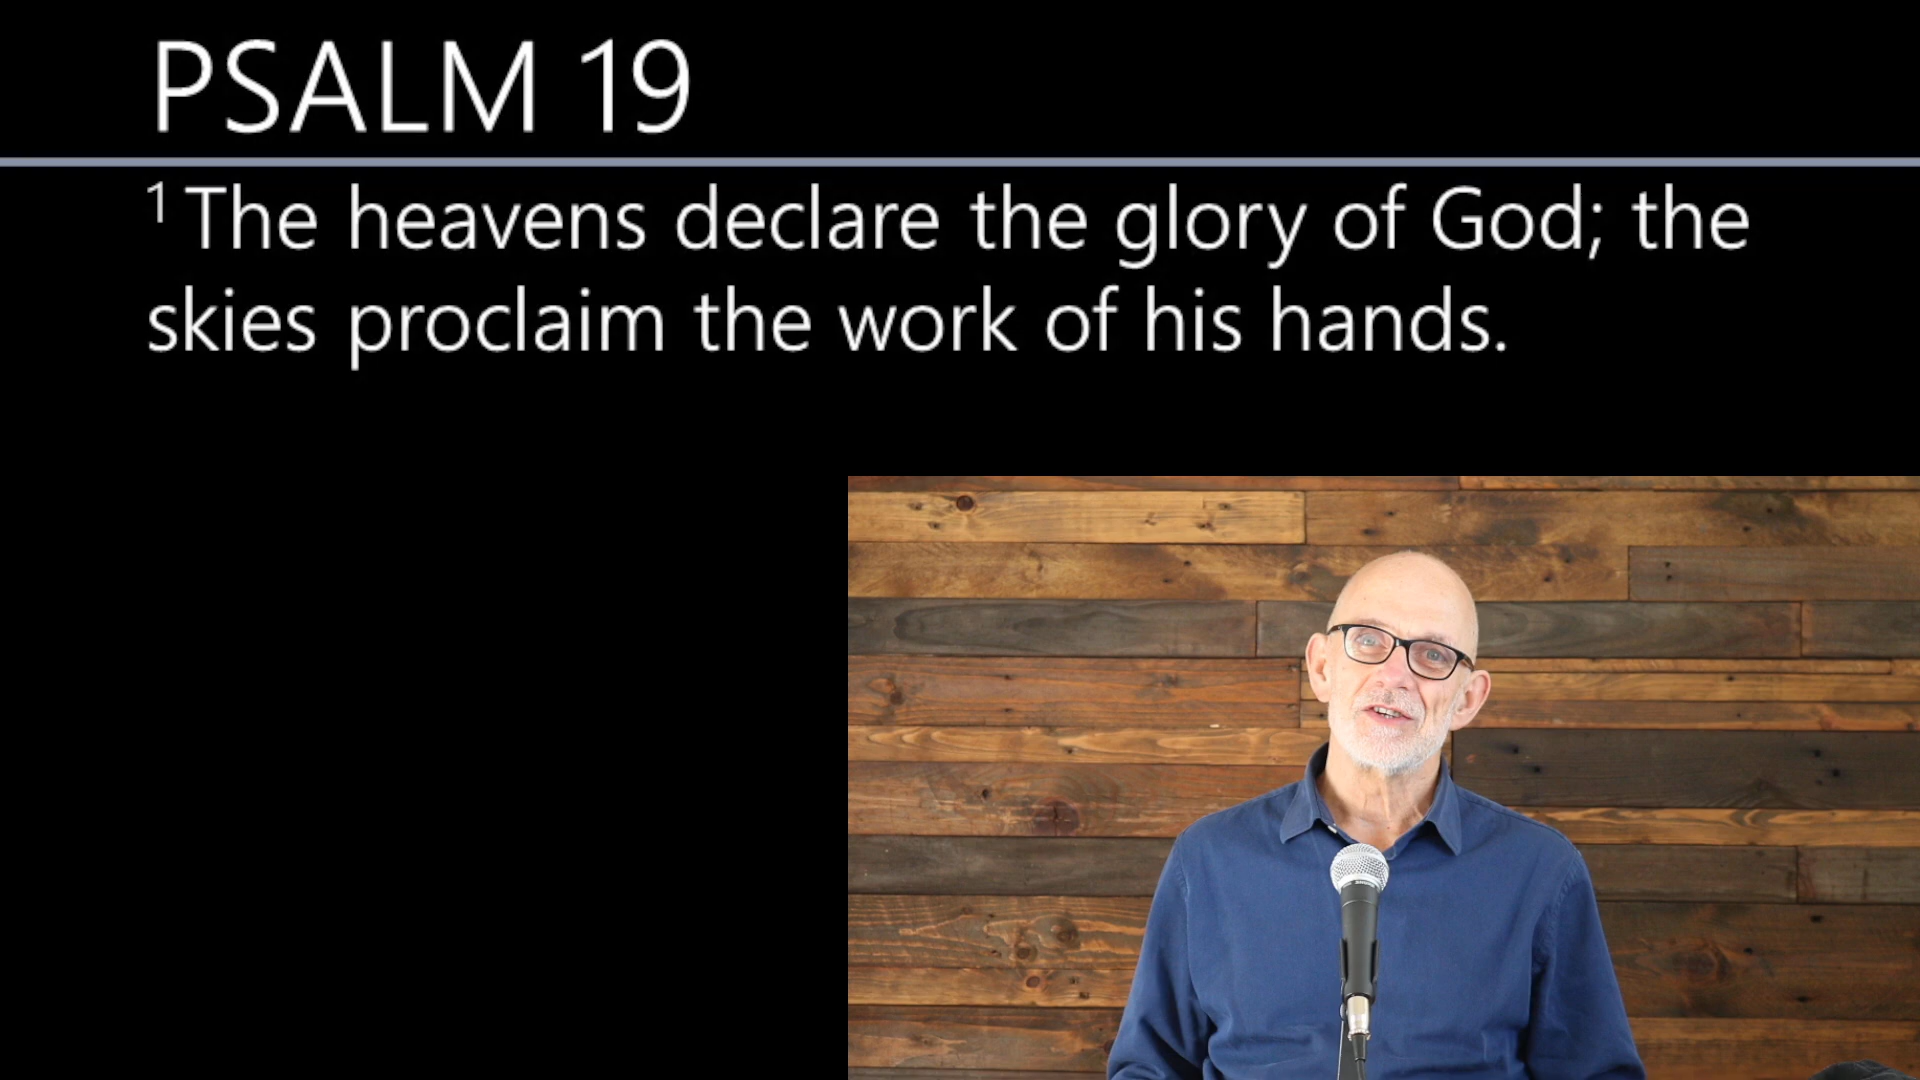 PSALM 19
1 The heavens declare the glory of God; the
skies proclaim the work of his hands.